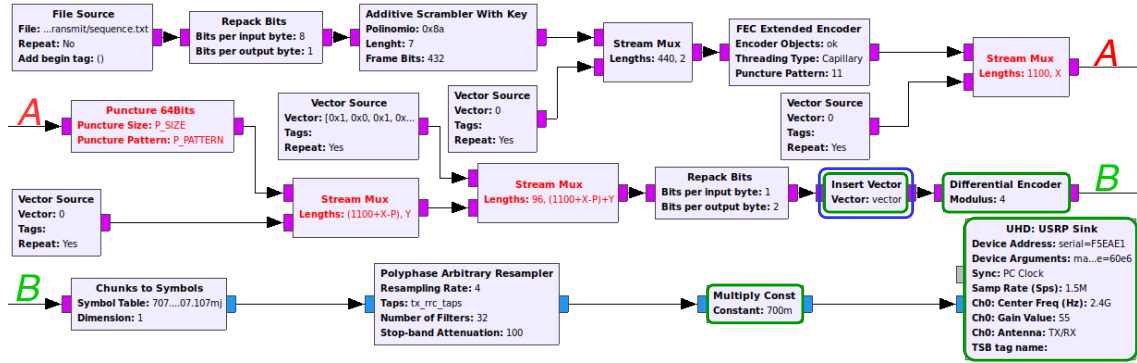 File Source
File: ...ransmit/sequence.txt
Repeat: No
Add begin tag: ()
Repack Bits
Bits per input byte: 8
Bits per output byte: 1
Additive Scrambler With Key
Polinomio: 0x8a
Lenght: 7
Frame Bits: 432
Stream Mux
Lengths: 440, 2
FEC Extended Encoder
Encoder Objects: ok
Threading Type: Capillary
Puncture Pattern: 11
Stream Mux
Lengths: 1100, X
A
A
Puncture 64Bits
Puncture Size: P_SIZE
Puncture Pattern: P_PATTERN
Vector Source
Vector: [0x1, 0x0, 0x1, 0x...
Tags:
Repeat: Yes
Vector Source
Vector: 0
Tags:
Repeat: Yes
Vector Source
Vector: 0
Tags:
Repeat: Yes
Vector Source
Vector: 0
Tags:
Repeat: Yes
Stream Mux
Lengths: (1100+X-P), Y
Stream Mux
Lengths: 96, (1100+X-P)+Y
Repack Bits
Bits per input byte: 1
Bits per output byte: 2
Insert Vector
Vector: vector
Differential Encoder
Modulus: 4
B
B
Chunks to Symbols
Symbol Table: 707....07.107mj
Dimension: 1
Polyphase Arbitrary Resampler
Resampling Rate: 4
Taps: tx_rrc_taps
Number of Filters: 32
Stop-band Attenuation: 100
Multiply Const
Constant: 700m
UHD: USRP Sink
Device Address: serial=F5EAE1
Device Arguments: ma...e=60e6
Sync: PC Clock
Samp Rate (Sps): 1.5M
Ch0: Center Freq (Hz): 2.4G
Ch0: Gain Value: 55
Ch0: Antenna: TX/RX
TSB tag name: